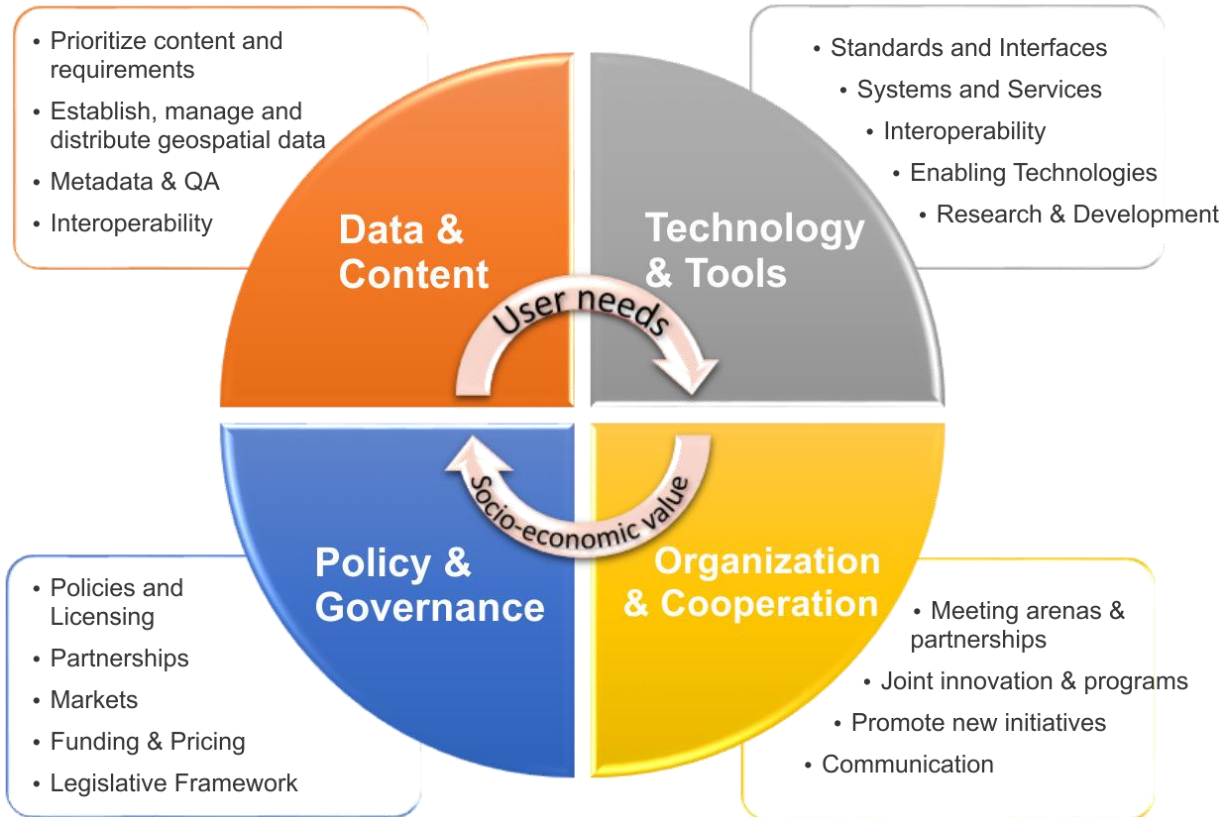 • Prioritize content and
requirements
• Establish, manage and
distribute geospatial data
• Metadata & QA
• Interoperability
• Standards and Interfaces
• Systems and Services
• Interoperability
• Enabling Technologies
• Research & Development
Data &
Content
Technology
& Tools
User needs
Socio-economic value
Policy &
Governance
Organization
& Cooperation
• Policies and
Licensing
• Partnerships
• Markets
• Funding & Pricing
• Legislative Framework
• Meeting arenas &
partnerships
• Joint innovation & programs
• Promote new initiatives
• Communication